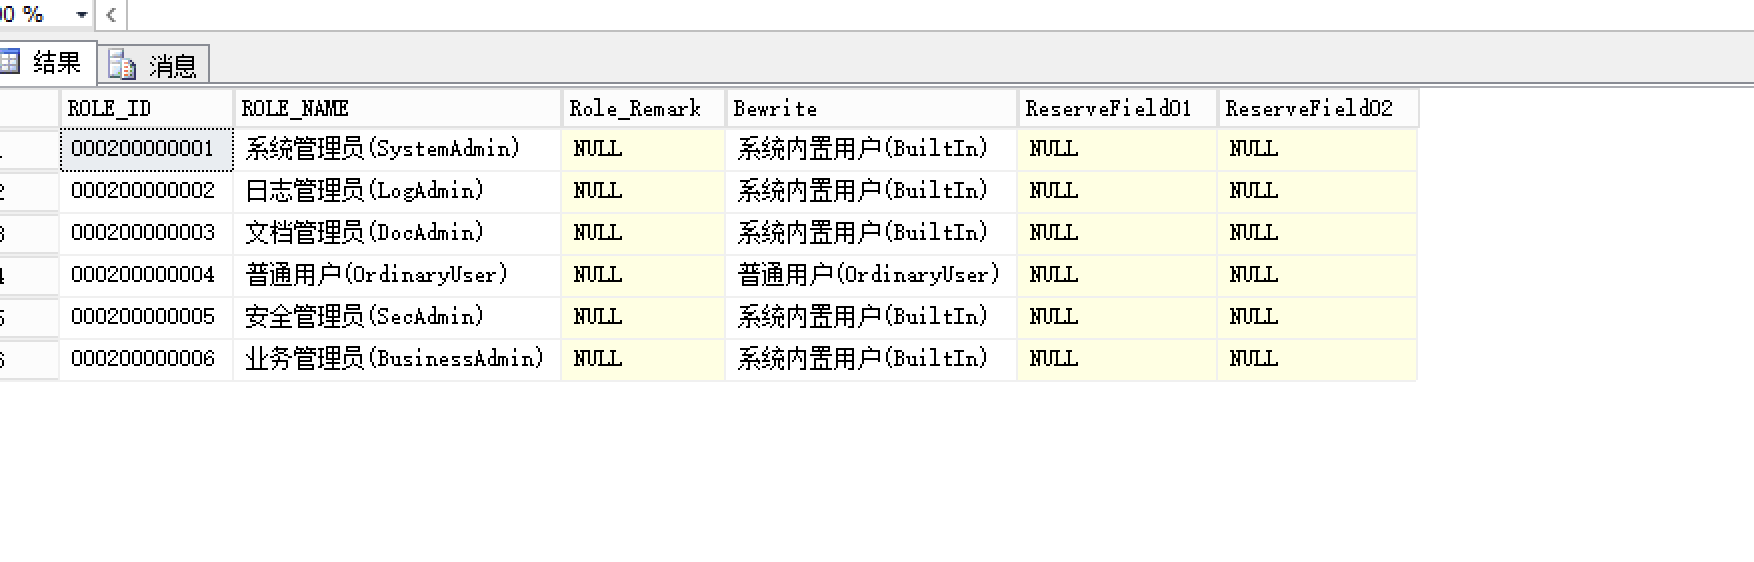 00 %
结果 消息
ROLE_ID ROLE_NAME Role_Remark Bewrite ReserveField01 ReserveField02
000200000001 系统管理员(SystemAdmin) NULL 系统内置用户(BuiltIn) NULL NULL
2 000200000002 日志管理员(LogAdmin) NULL 系统内置用户(BuiltIn) NULL NULL
3 000200000003 文档管理员(DocAdmin) NULL 系统内置用户(BuiltIn) NULL NULL
4 000200000004 普通用户(OrdinaryUser) NULL 普通用户(OrdinaryUser) NULL NULL
5 000200000005 安全管理员(SecAdmin) NULL 系统内置用户(BuiltIn) NULL NULL
6 000200000006 业务管理员(BusinessAdmin) NULL 系统内置用户(BuiltIn) NULL NULL